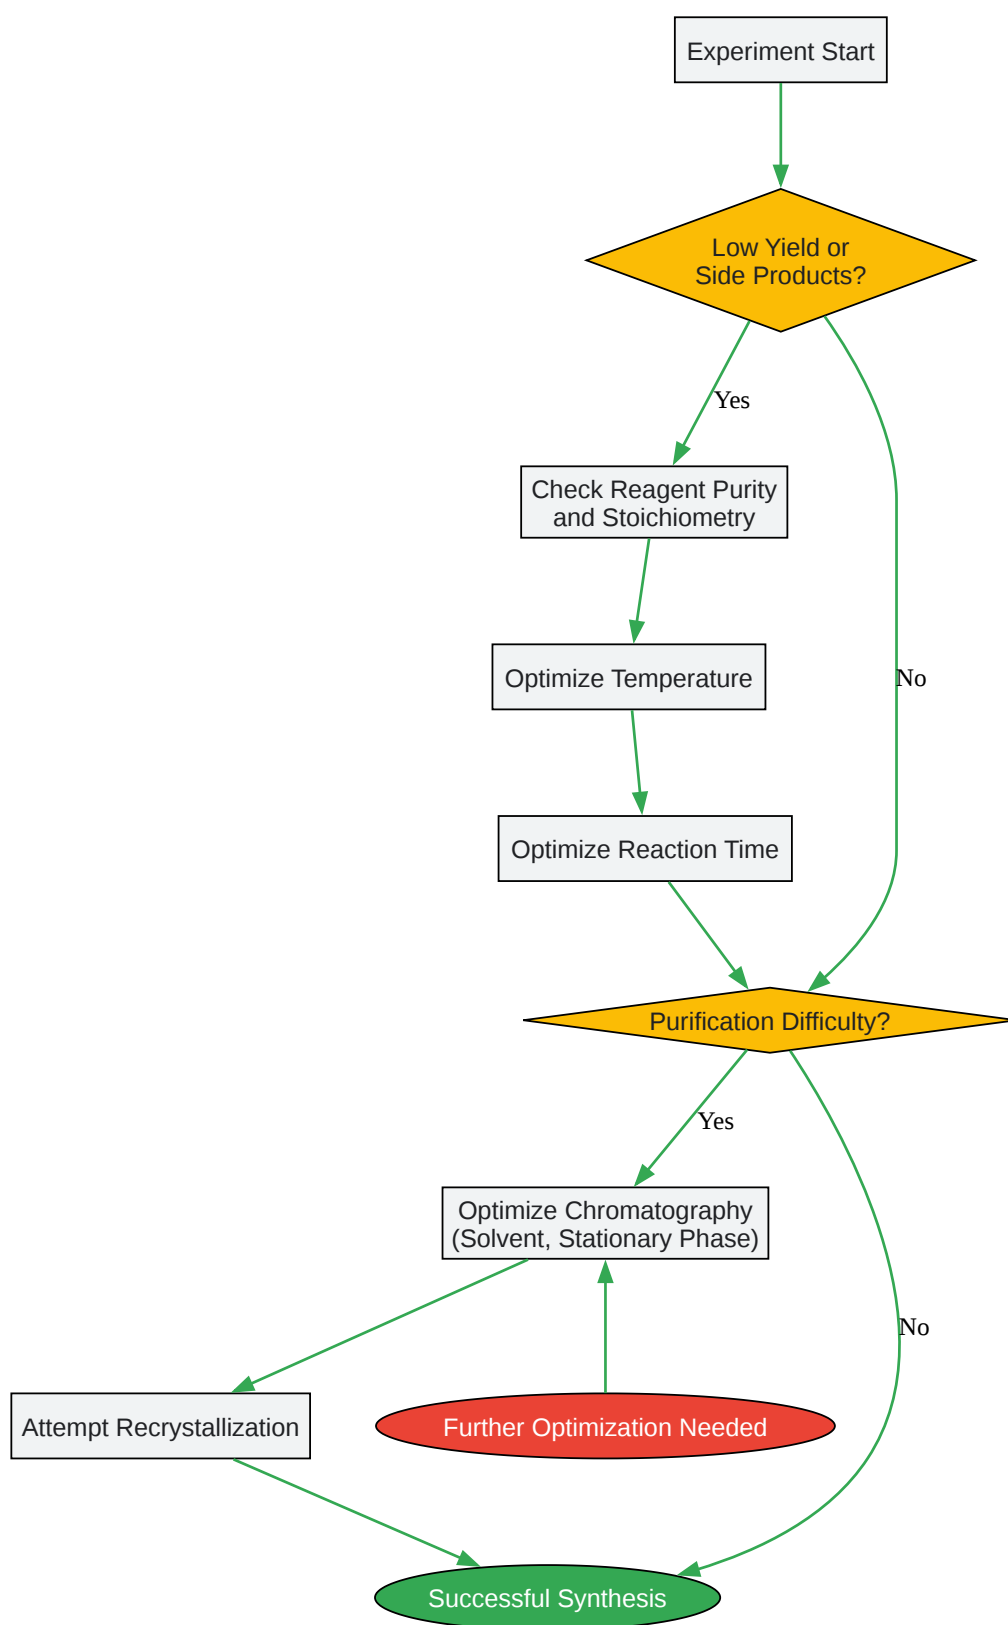 Experiment Start
Low Yield or
Side Products?
Yes
Check Reagent Purity
and Stoichiometry
Optimize Temperature
No
Optimize Reaction Time
Purification Difficulty?
Yes
Optimize Chromatography
(Solvent, Stationary Phase)
No
Attempt Recrystallization
Further Optimization Needed
Successful Synthesis